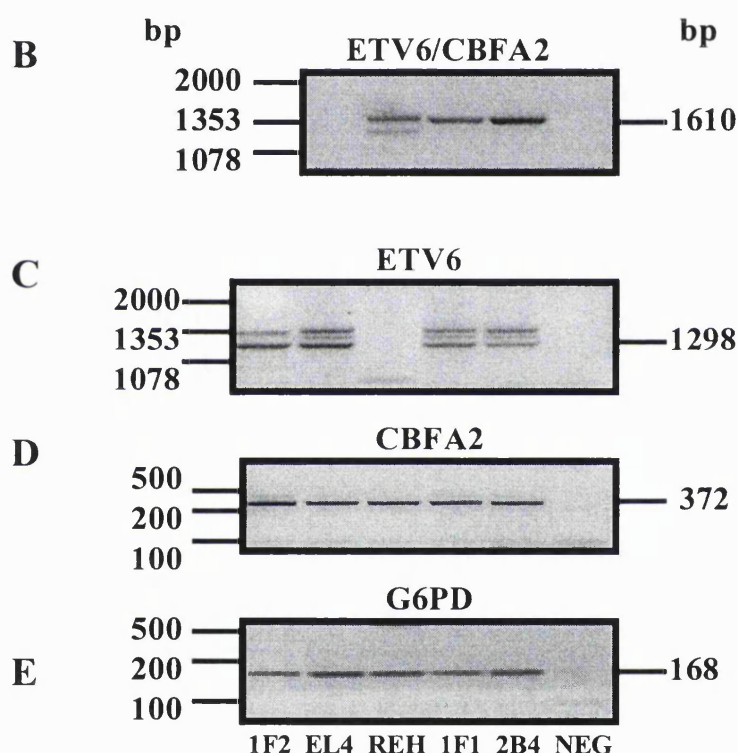 B
bp
bp
ETV6/CBFA2
2000
1353
1610
1078
C
ETV6
2000
1353
1298
1078
D
CBFA2
500
372
200
100
E
G6PD
500
200
168
100
1F2 EL4 REH 1F1 2B4 NEG